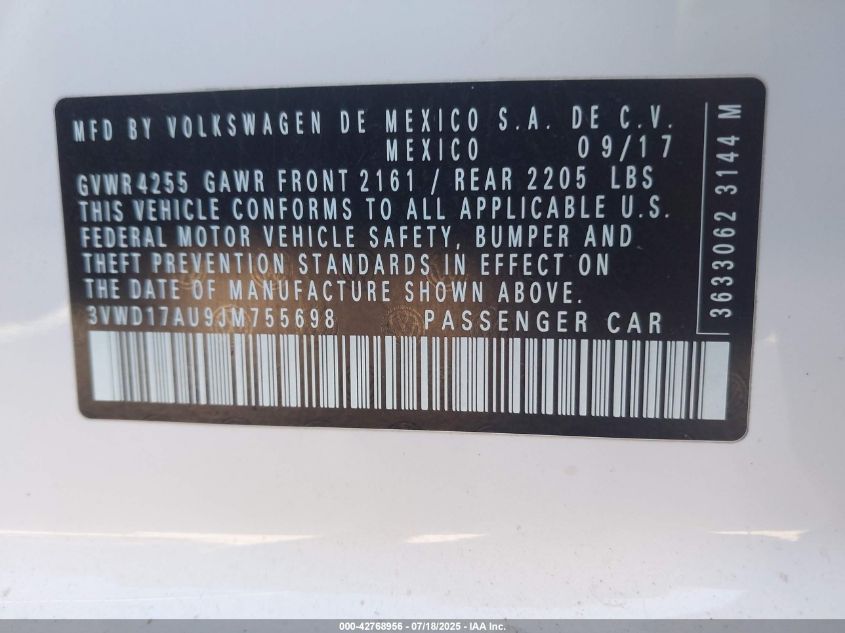 MFD BY VOLKSWAGEN DE MEXICO S.A. DE C.V.
MEXICO 09/17
GVWR 4255 GAWR FRONT 2161 / REAR 2205 LBS
THIS VEHICLE CONFORMS TO ALL APPLICABLE U.S.
FEDERAL MOTOR VEHICLE SAFETY, BUMPER AND
THEFT PREVENTION STANDARDS IN EFFECT ON
THE DATE OF MANUFACTURE SHOWN ABOVE.
3VWD17AU9JM755698 PASSENGER CAR
3633062 3144 M
000-42768956 - 07/18/2025 - IAA Inc.